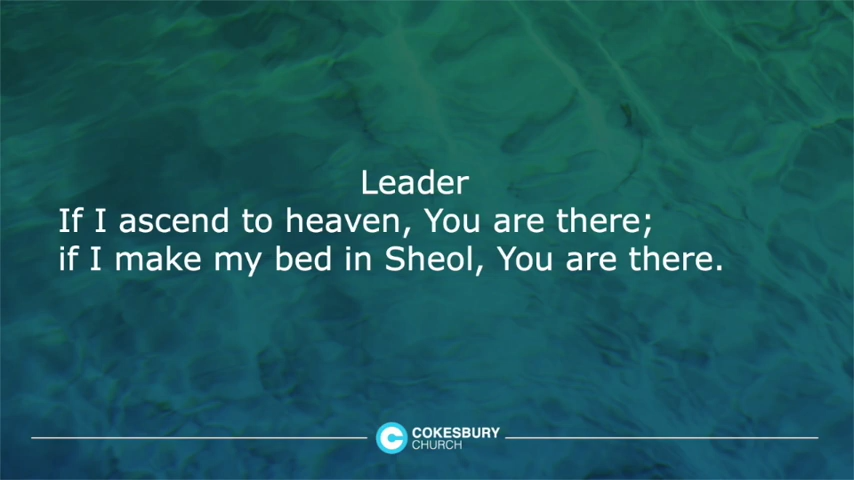 Leader
If I ascend to heaven, You are there;
if I make my bed in Sheol, You are there.
COKESBURY
CHURCH